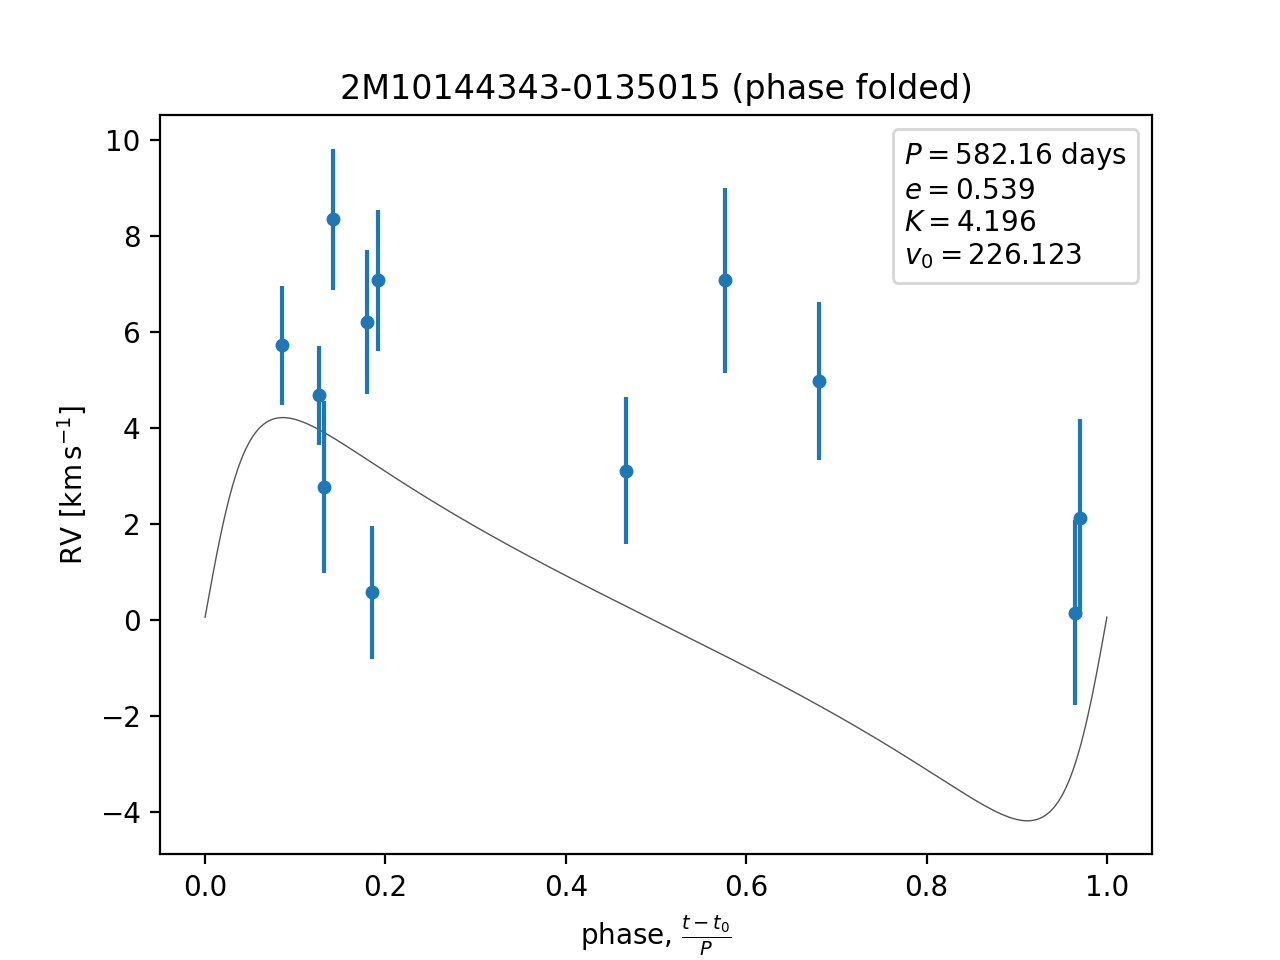 2M10144343-0135015 (phase folded)
P = 582.16 days
e = 0.539
K = 4.196
v₀ = 226.123
RV [km s⁻¹]
10
8
6
4
2
0
−2
−4
0.0 0.2 0.4 0.6 0.8 1.0
phase, (t − t₀)/P